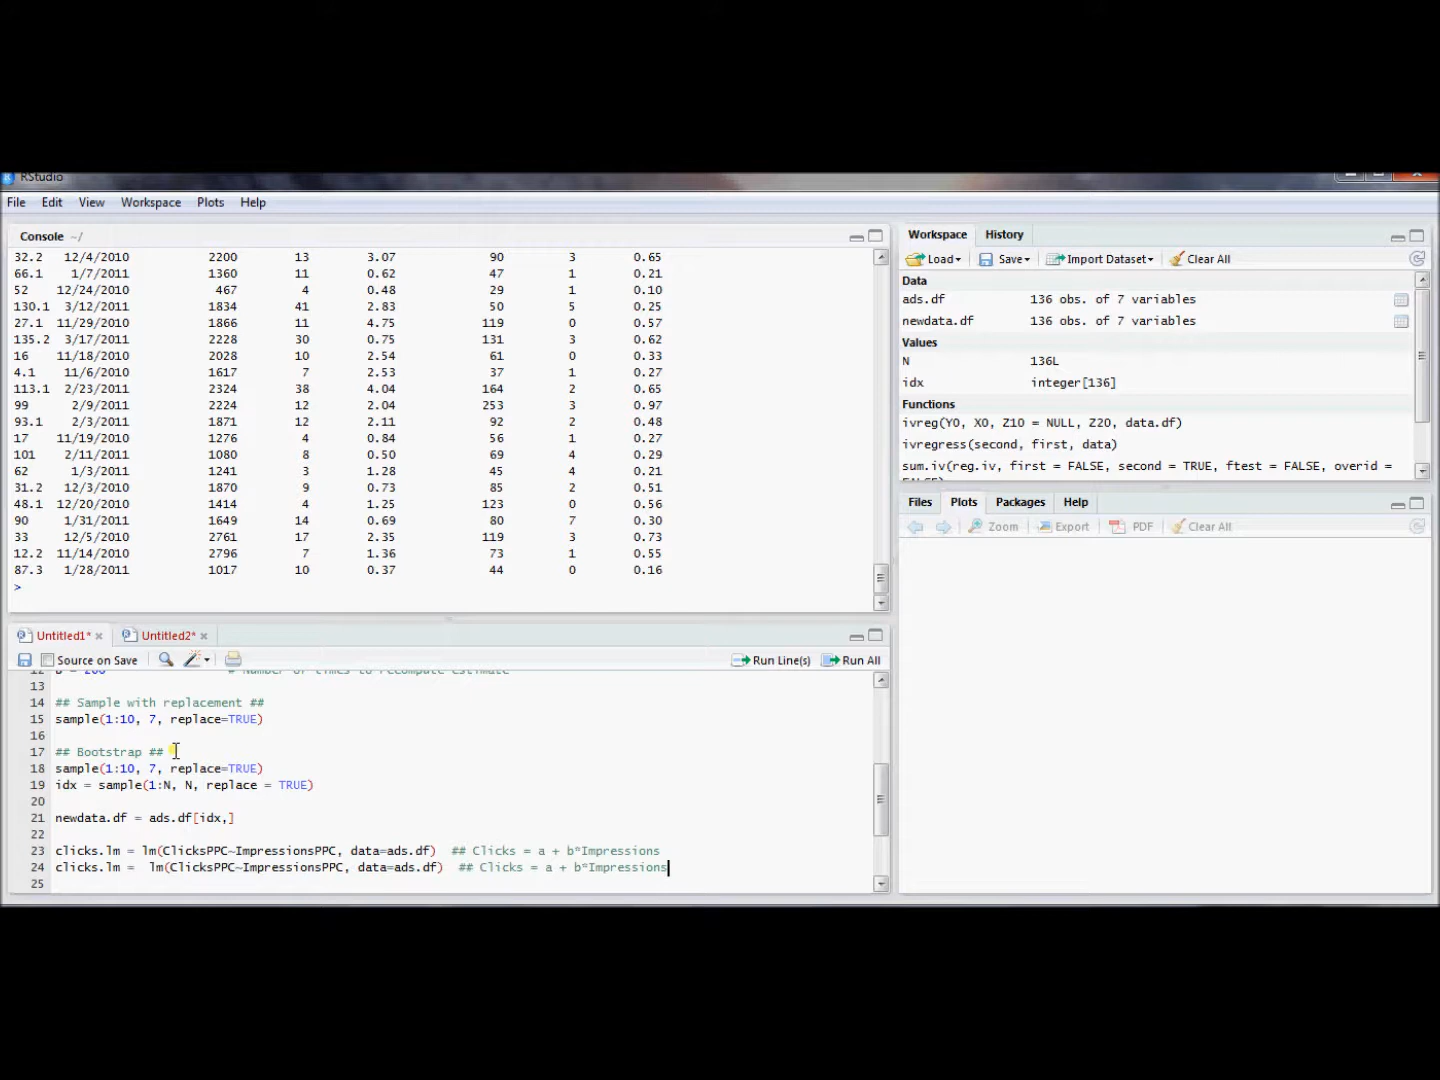 RStudio
File Edit View Workspace Plots Help
Console ~/
32.2 12/4/2010 2200 13 3.07 90 3 0.65
66.1 1/7/2011 1360 11 0.62 47 1 0.21
52 12/24/2010 467 4 0.48 29 1 0.10
130.1 3/12/2011 1834 41 2.83 50 5 0.25
27.1 11/29/2010 1866 11 4.75 119 0 0.57
135.2 3/17/2011 2228 30 0.75 131 3 0.62
16 11/18/2010 2028 10 2.54 61 0 0.33
4.1 11/6/2010 1617 7 2.53 37 1 0.27
113.1 2/23/2011 2324 38 4.04 164 2 0.65
99 2/9/2011 2224 12 2.04 253 3 0.97
93.1 2/3/2011 1871 12 2.11 92 2 0.48
17 11/19/2010 1276 4 0.84 56 1 0.27
101 2/11/2011 1080 8 0.50 69 4 0.29
62 1/3/2011 1241 3 1.28 45 4 0.21
31.2 12/3/2010 1870 9 0.73 85 2 0.51
48.1 12/20/2010 1414 4 1.25 123 0 0.56
90 1/31/2011 1649 14 0.69 80 7 0.30
33 12/5/2010 2761 17 2.35 119 3 0.73
12.2 11/14/2010 2796 7 1.36 73 1 0.55
87.3 1/28/2011 1017 10 0.37 44 0 0.16
>
Untitled1* Untitled2*
Source on Save Run Line(s) Run All
12 B = 200 # Number of times to recompute estimate
13
14 ## Sample with replacement ##
15 sample(1:10, 7, replace=TRUE)
16
17 ## Bootstrap ##
18 sample(1:10, 7, replace=TRUE)
19 idx = sample(1:N, N, replace = TRUE)
20
21 newdata.df = ads.df[idx,]
22
23 clicks.lm = lm(ClicksPPC~ImpressionsPPC, data=ads.df) ## Clicks = a + b*Impressions
24 clicks.lm = lm(ClicksPPC~ImpressionsPPC, data=ads.df) ## Clicks = a + b*Impressions
25
Workspace History
Load Save Import Dataset Clear All
Data
ads.df 136 obs. of 7 variables
newdata.df 136 obs. of 7 variables
Values
N 136L
idx integer[136]
Functions
ivreg(Y0, X0, Z10 = NULL, Z20, data.df)
ivregress(second, first, data)
sum.iv(reg.iv, first = FALSE, second = TRUE, ftest = FALSE, overid =
FALSE)
Files Plots Packages Help
Zoom Export PDF Clear All